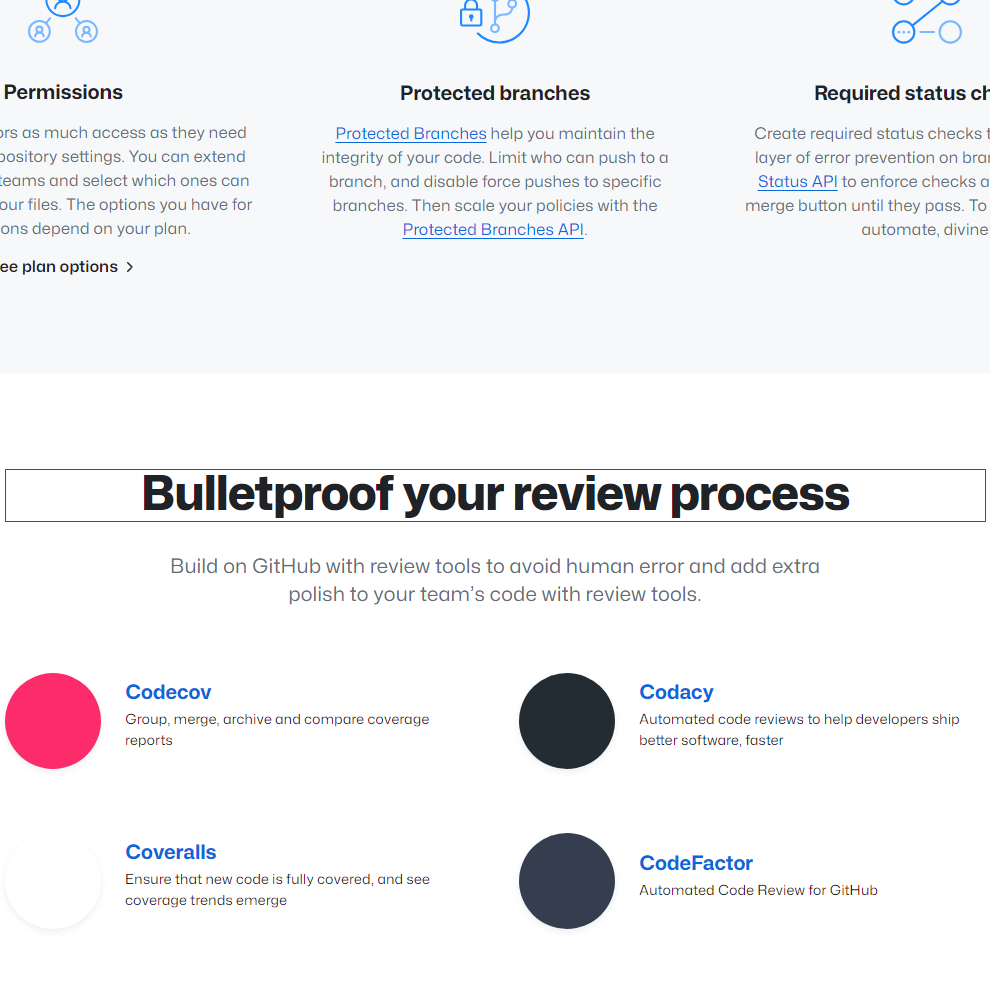 Permissions
ors as much access as they need
pository settings. You can extend
teams and select which ones can
our files. The options you have for
ons depend on your plan.
ee plan options
Protected branches
Protected Branches help you maintain the
integrity of your code. Limit who can push to a
branch, and disable force pushes to specific
branches. Then scale your policies with the
Protected Branches API.
Required status ch
Create required status checks t
layer of error prevention on bra
Status API to enforce checks a
merge button until they pass. To
automate, divine
Bulletproof your review process
Build on GitHub with review tools to avoid human error and add extra
polish to your team’s code with review tools.
Codecov
Group, merge, archive and compare coverage
reports
Codacy
Automated code reviews to help developers ship
better software, faster
Coveralls
Ensure that new code is fully covered, and see
coverage trends emerge
CodeFactor
Automated Code Review for GitHub